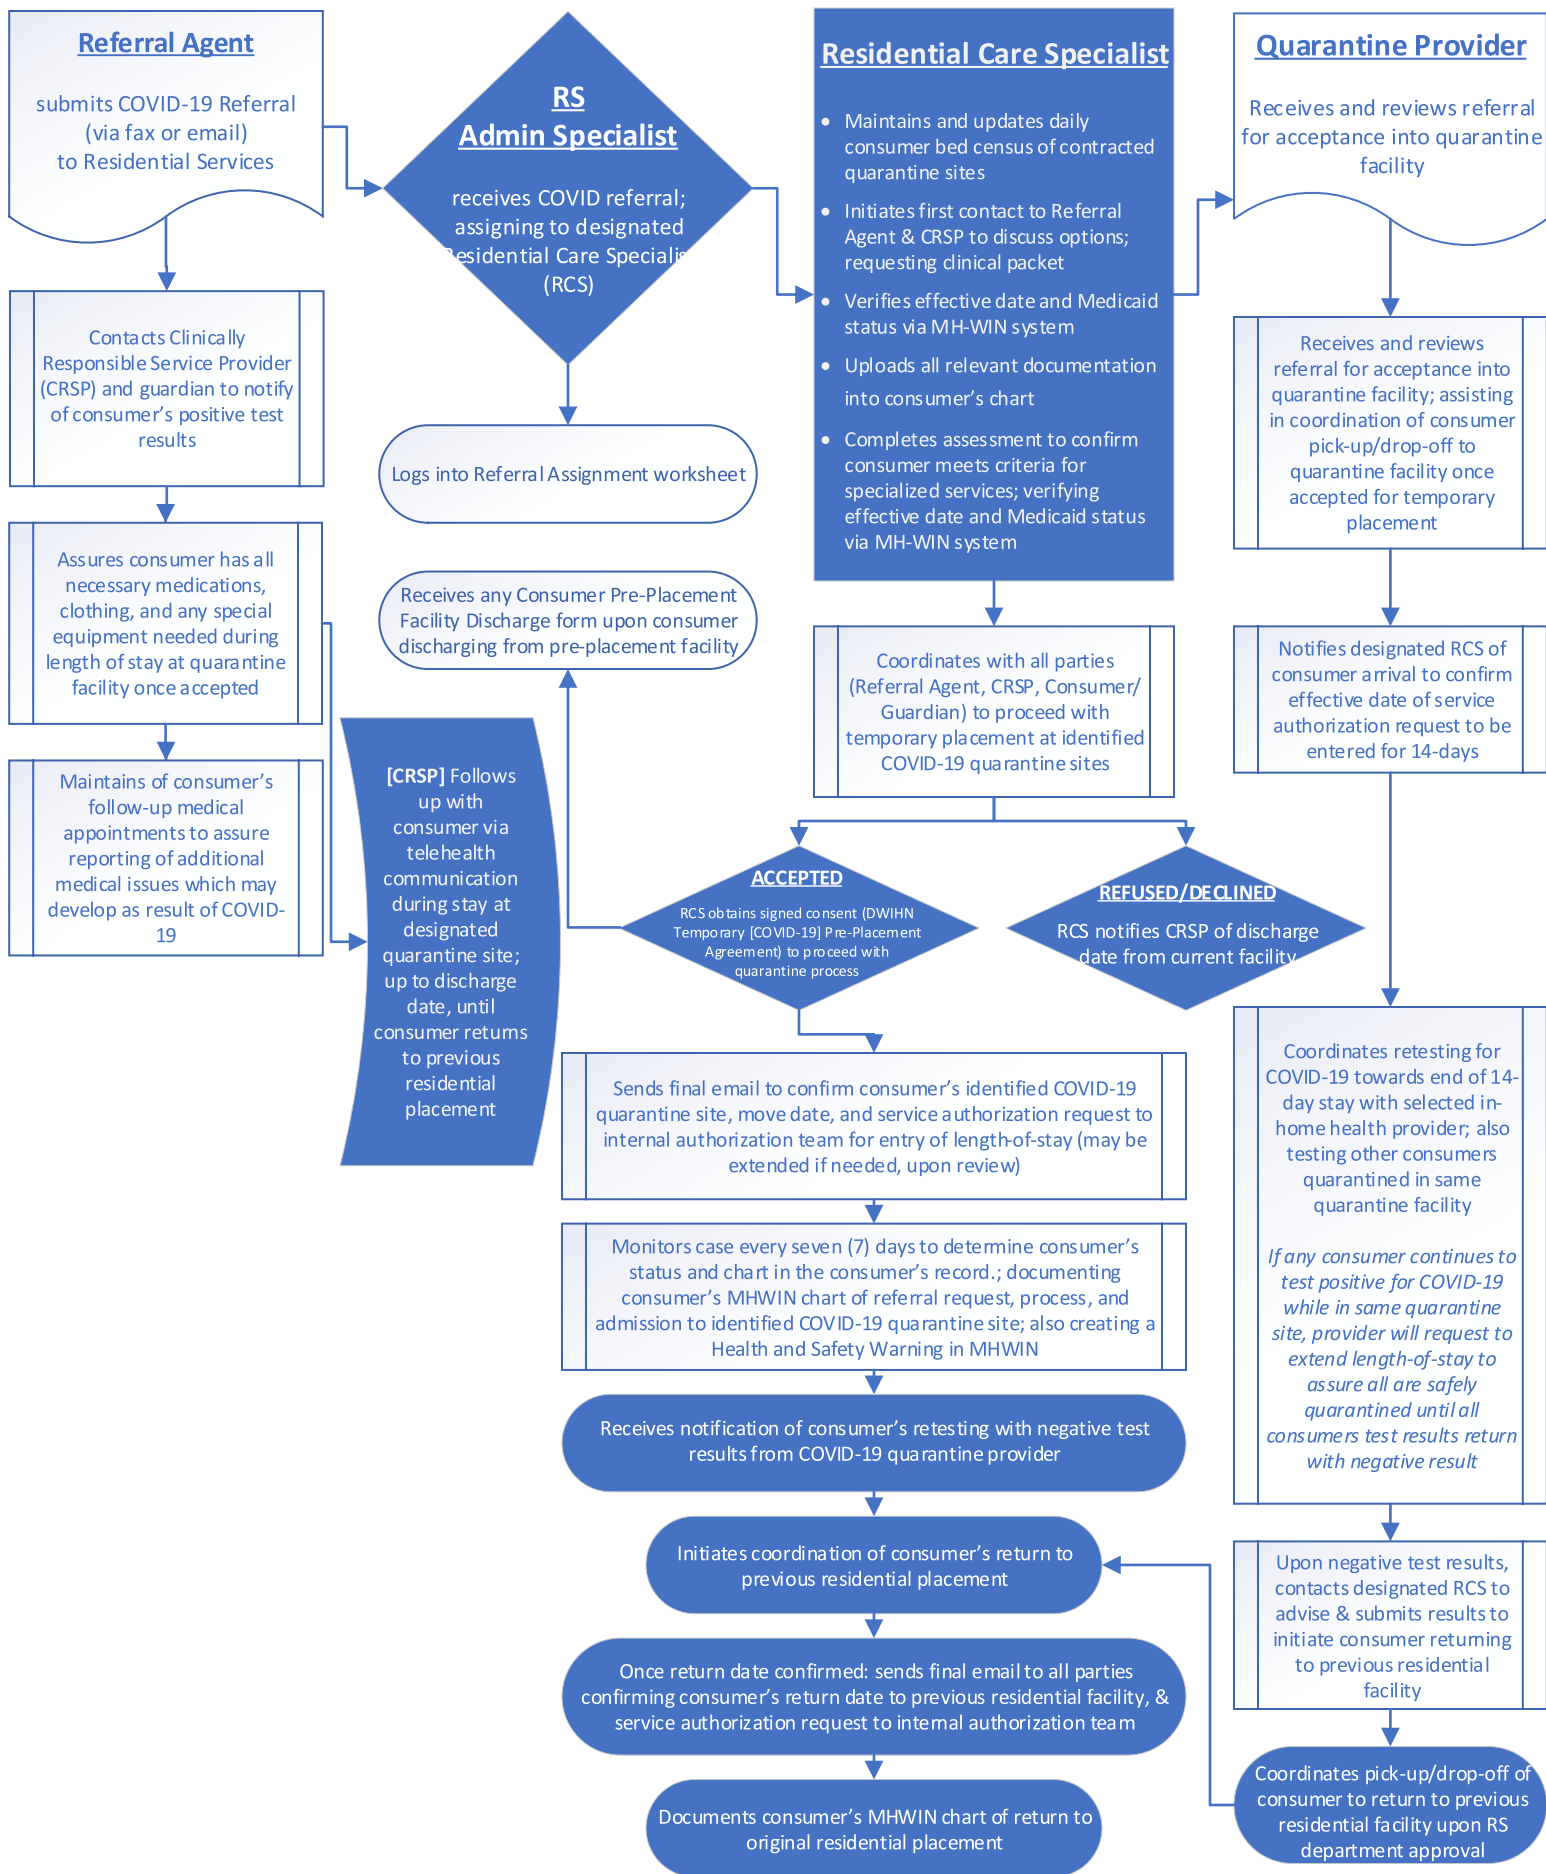 Referral Agent
submits COVID-19 Referral
(via fax or email)
to Residential Services
Contacts Clinically
Responsible Service Provider
(CRSP) and guardian to notify
of consumer's positive test
results
Assures consumer has all
necessary medications,
clothing, and any special
equipment needed during
length of stay at quarantine
facility once accepted
Maintains of consumer's
follow-up medical
appointments to assure
reporting of additional
medical issues which may
develop as result of COVID-
19
RS
Admin Specialist
receives COVID referral;
assigning to designated
Residential Care Specialist
(RCS)
Logs into Referral Assignment worksheet
Receives any Consumer Pre-Placement
Facility Discharge form upon consumer
discharging from pre-placement facility
[CRSP] Follows
up with
consumer via
telehealth
communication
during stay at
designated
quarantine site;
up to discharge
date, until
consumer returns
to previous
residential
placement
Residential Care Specialist
• Maintains and updates daily
consumer bed census of contracted
quarantine sites
• Initiates first contact to Referral
Agent & CRSP to discuss options;
requesting clinical packet
• Verifies effective date and Medicaid
status via MH-WIN system
• Uploads all relevant documentation
into consumer's chart
• Completes assessment to confirm
consumer meets criteria for
specialized services; verifying
effective date and Medicaid status
via MH-WIN system
Coordinates with all parties
(Referral Agent, CRSP, Consumer/
Guardian) to proceed with
temporary placement at identified
COVID-19 quarantine sites
ACCEPTED
RCS obtains signed consent (DWIHN
Temporary [COVID-19] Pre-Placement
Agreement) to proceed with
quarantine process
REFUSED/DECLINED
RCS notifies CRSP of discharge
date from current facility
Sends final email to confirm consumer's identified COVID-19
quarantine site, move date, and service authorization request to
internal authorization team for entry of length-of-stay (may be
extended if needed, upon review)
Monitors case every seven (7) days to determine consumer's
status and chart in the consumer's record.; documenting
consumer's MHWIN chart of referral request, process, and
admission to identified COVID-19 quarantine site; also creating a
Health and Safety Warning in MHWIN
Receives notification of consumer's retesting with negative test
results from COVID-19 quarantine provider
Initiates coordination of consumer's return to
previous residential placement
Once return date confirmed: sends final email to all parties
confirming consumer's return date to previous residential facility, &
service authorization request to internal authorization team
Documents consumer's MHWIN chart of return to
original residential placement
Quarantine Provider
Receives and reviews referral
for acceptance into quarantine
facility
Receives and reviews
referral for acceptance into
quarantine facility; assisting
in coordination of consumer
pick-up/drop-off to
quarantine facility once
accepted for temporary
placement
Notifies designated RCS of
consumer arrival to confirm
effective date of service
authorization request to be
entered for 14-days
Coordinates retesting for
COVID-19 towards end of 14-
day stay with selected in-
home health provider; also
testing other consumers
quarantined in same
quarantine facility
If any consumer continues to
test positive for COVID-19
while in same quarantine
site, provider will request to
extend length-of-stay to
assure all are safely
quarantined until all
consumers test results return
with negative result
Upon negative test results,
contacts designated RCS to
advise & submits results to
initiate consumer returning
to previous residential
facility
Coordinates pick-up/drop-off of
consumer to return to previous
residential facility upon RS
department approval